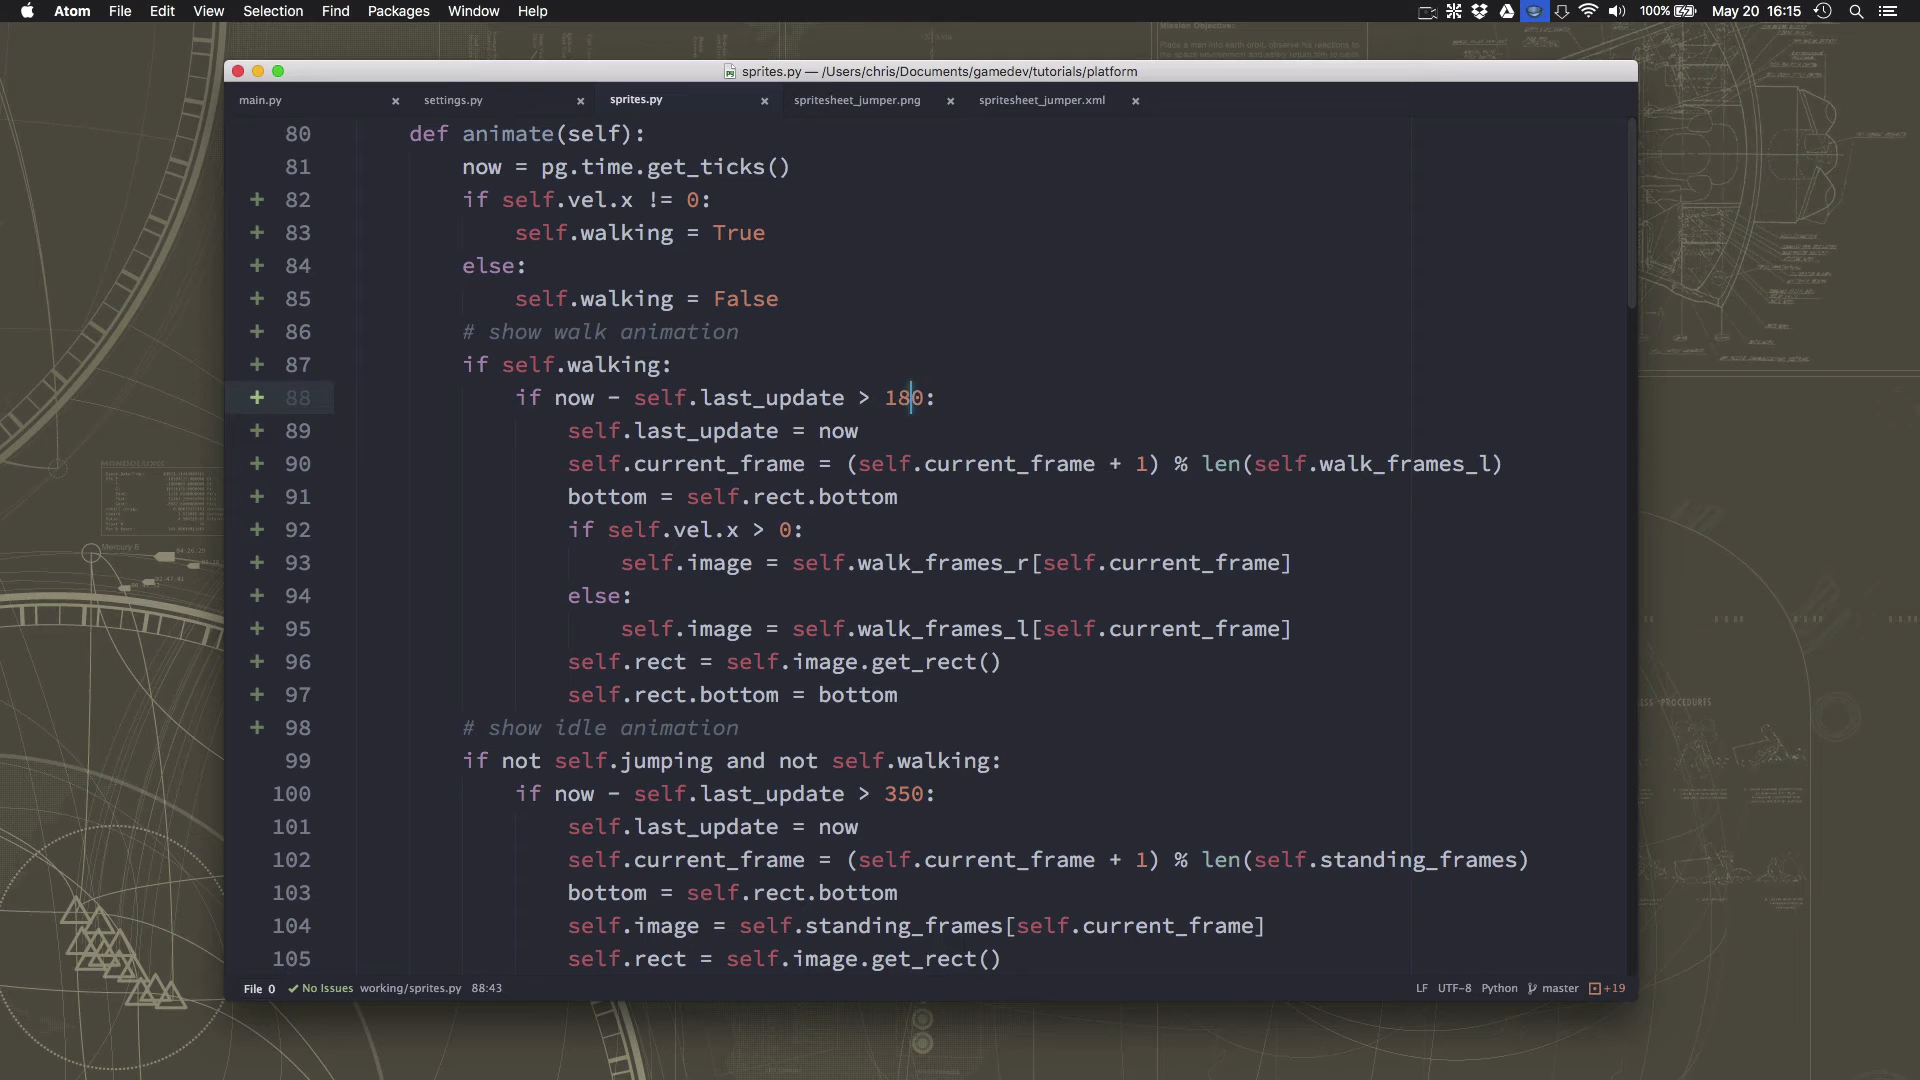 Atom File Edit View Selection Find Packages Window Help 100% May 20 16:15
Mission Objective:
sprites.py — /Users/chris/Documents/gamedev/tutorials/platform
main.py × settings.py × sprites.py × spritesheet_jumper.png × spritesheet_jumper.xml ×
80 def animate(self):
81 now = pg.time.get_ticks()
+ 82 if self.vel.x != 0:
+ 83 self.walking = True
+ 84 else:
+ 85 self.walking = False
+ 86 # show walk animation
+ 87 if self.walking:
+ 88 if now - self.last_update > 180:
+ 89 self.last_update = now
+ 90 self.current_frame = (self.current_frame + 1) % len(self.walk_frames_l)
+ 91 bottom = self.rect.bottom
+ 92 if self.vel.x > 0:
+ 93 self.image = self.walk_frames_r[self.current_frame]
+ 94 else:
+ 95 self.image = self.walk_frames_l[self.current_frame]
+ 96 self.rect = self.image.get_rect()
+ 97 self.rect.bottom = bottom
+ 98 # show idle animation
99 if not self.jumping and not self.walking:
100 if now - self.last_update > 350:
101 self.last_update = now
102 self.current_frame = (self.current_frame + 1) % len(self.standing_frames)
103 bottom = self.rect.bottom
104 self.image = self.standing_frames[self.current_frame]
105 self.rect = self.image.get_rect()
File 0 No Issues working/sprites.py 88:43 LF UTF-8 Python master +19